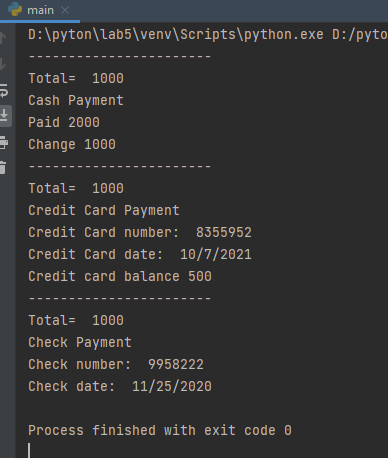 main
D:\pyton\lab5\venv\Scripts\python.exe D:/pyto
-----------------------
Total=  1000
Cash Payment
Paid 2000
Change 1000
-----------------------
Total=  1000
Credit Card Payment
Credit Card number:  8355952
Credit Card date:  10/7/2021
Credit card balance 500
-----------------------
Total=  1000
Check Payment
Check number:  9958222
Check date:  11/25/2020
Process finished with exit code 0